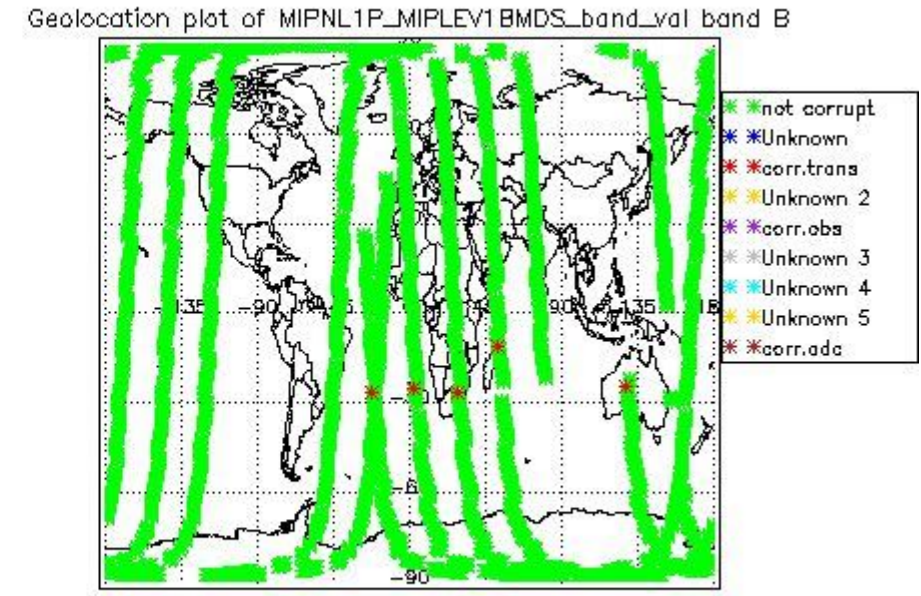 Geolocation plot of MIPNL1P_MIPLEV1BMDS_band_val band B
not corrupt
Unknown
corr.trans
Unknown 2
corr.obs
Unknown 3
Unknown 4
Unknown 5
corr.adc
-135 -90 135
-90